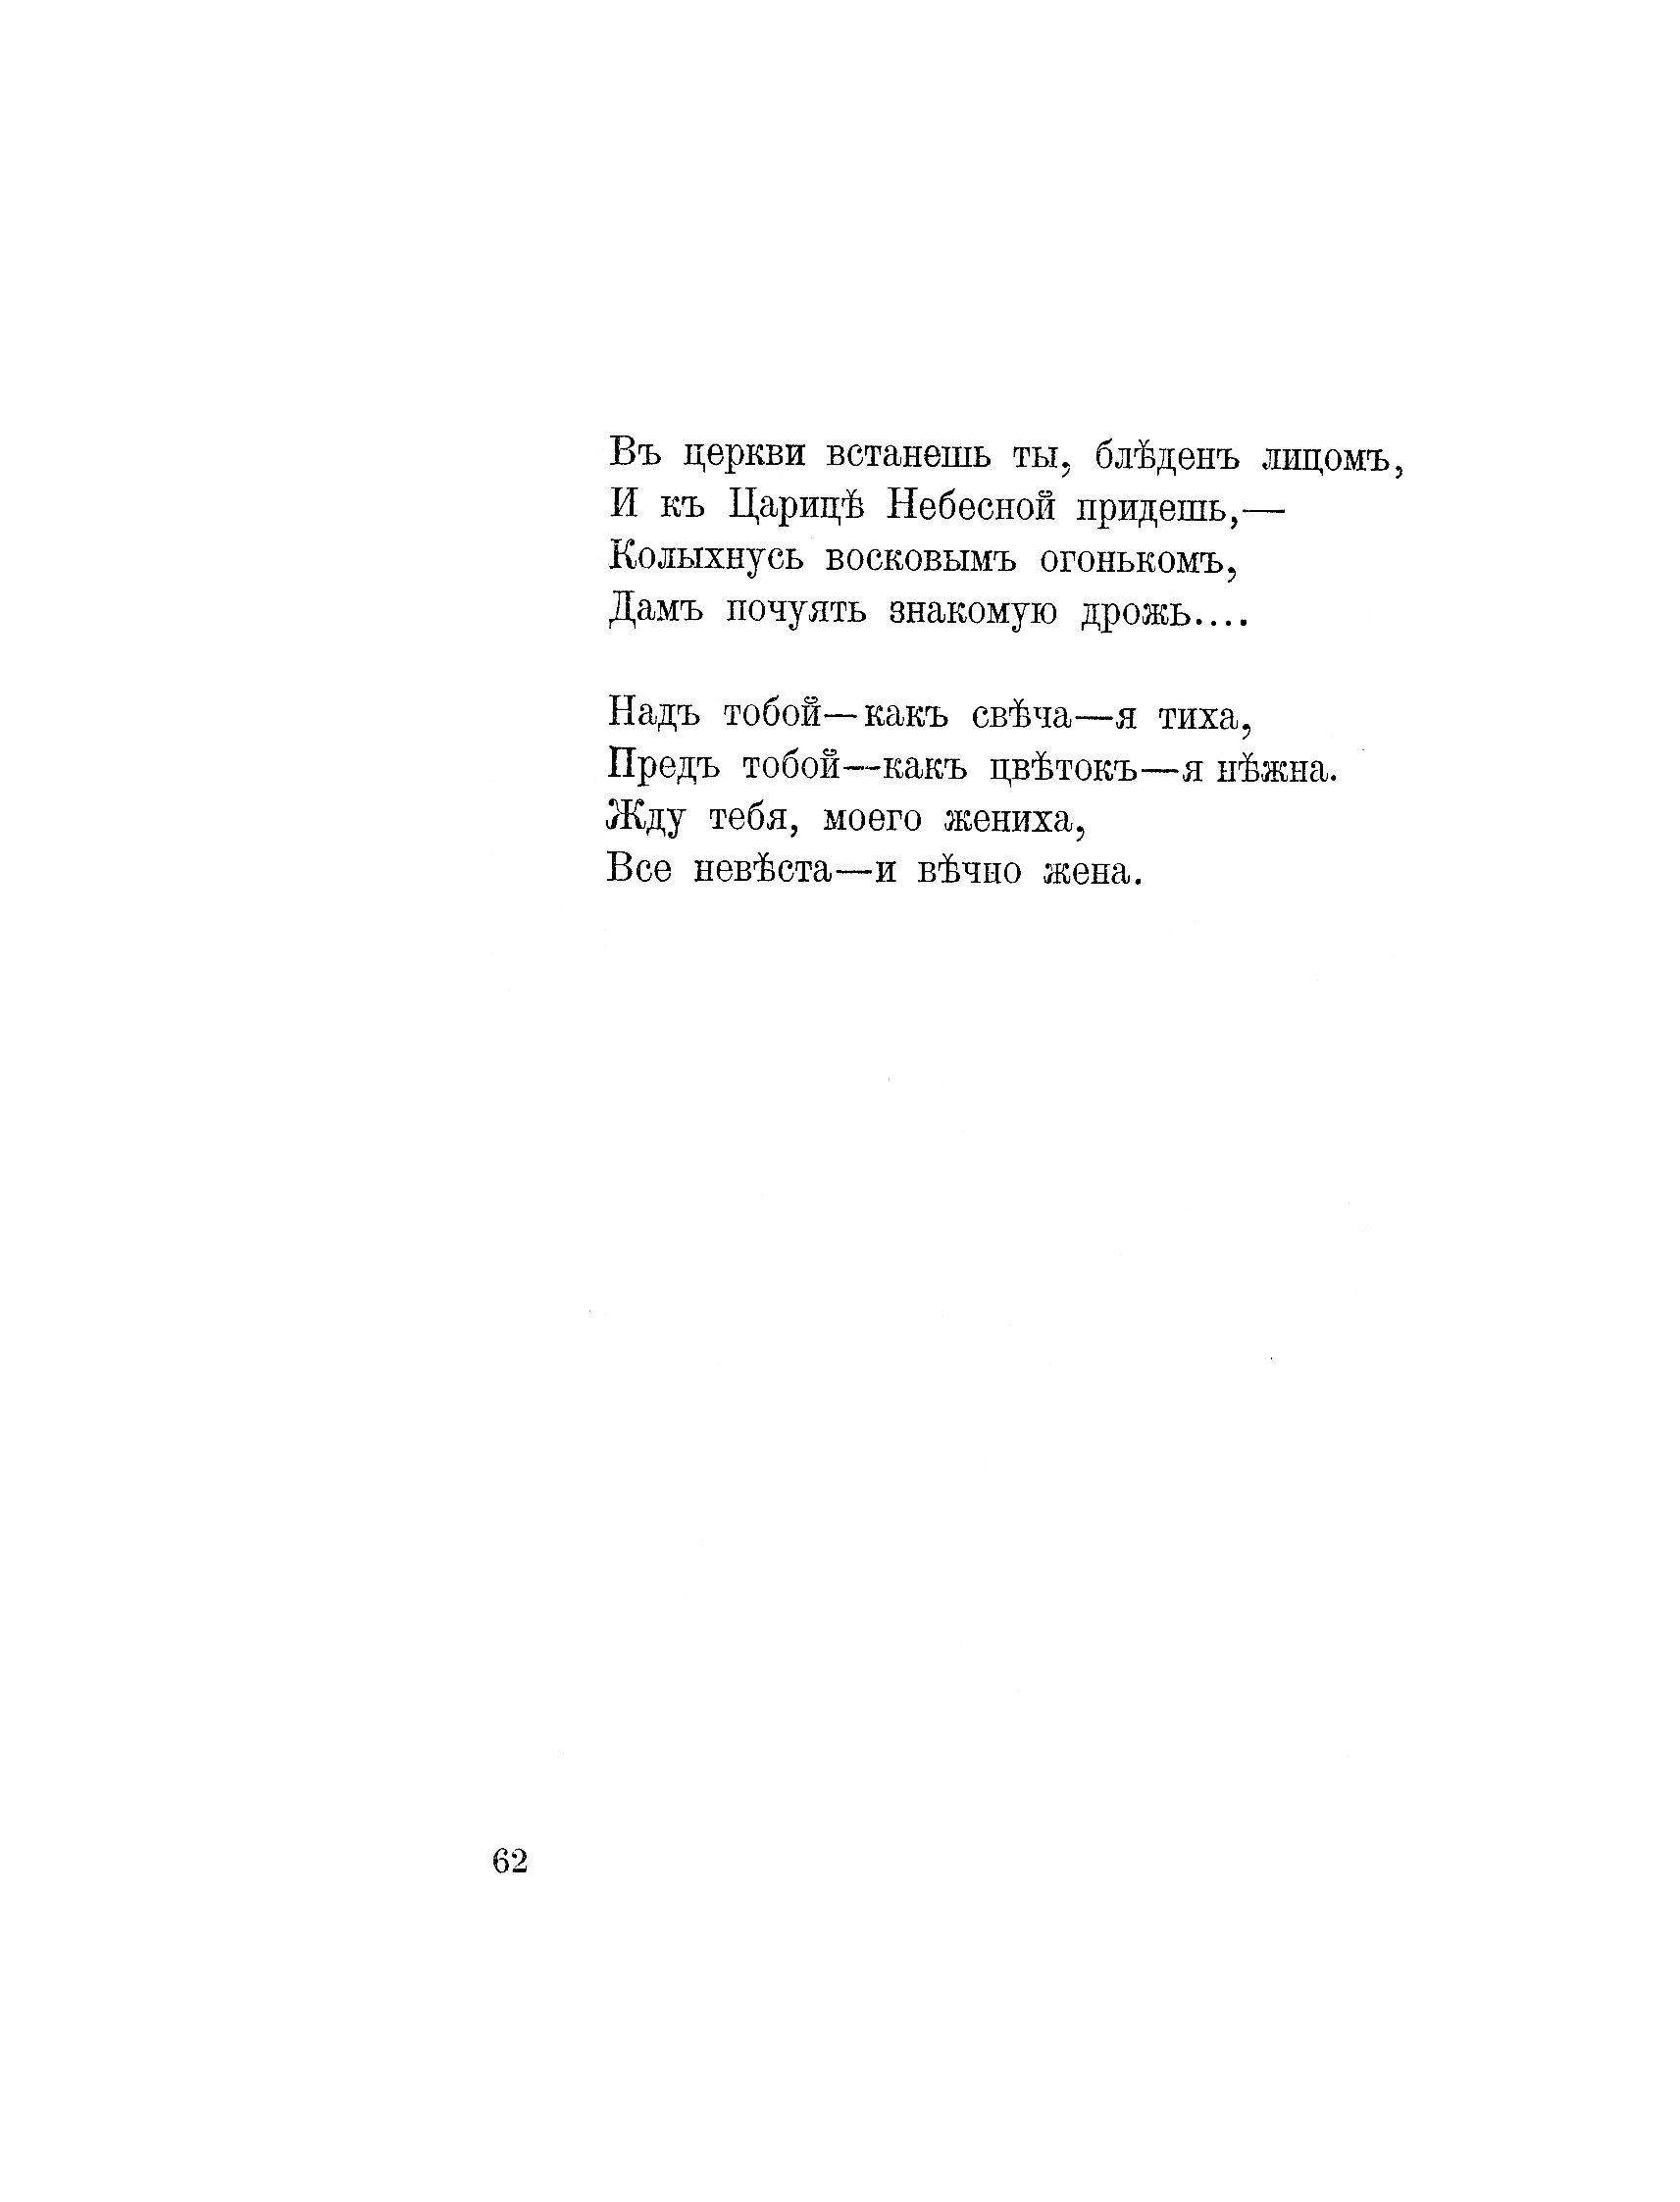 Въ церкви встанешь ты, блѣденъ лицомъ,
И къ Царицѣ Небесной придешь,—
Колыхнусь восковымъ огонькомъ,
Дамъ почуять знакомую дрожь....
Надъ тобой—какъ свѣча—я тиха,
Предъ тобой—какъ цвѣтокъ—я нѣжна.
Жду тебя, моего жениха,
Все невѣста—и вѣчно жена.
62